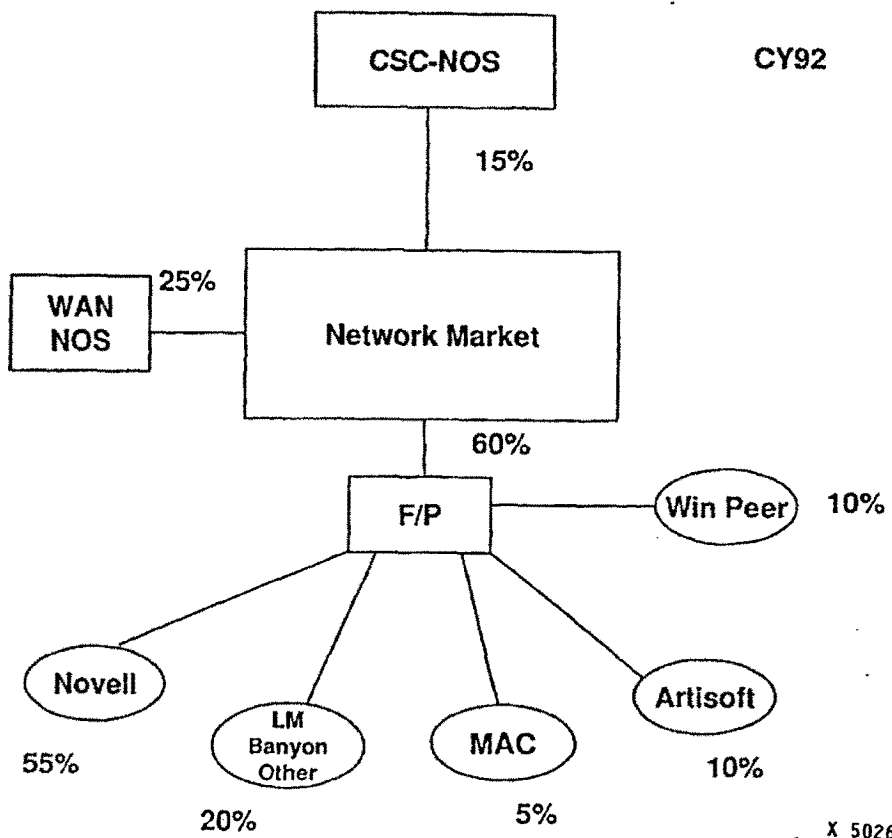 CSC-NOS
CY92
15%
WAN
NOS
25%
Network Market
60%
F/P
Win Peer
10%
Novell
LM
Banyon
Other
MAC
Artisoft
55%
20%
5%
10%
X 5026